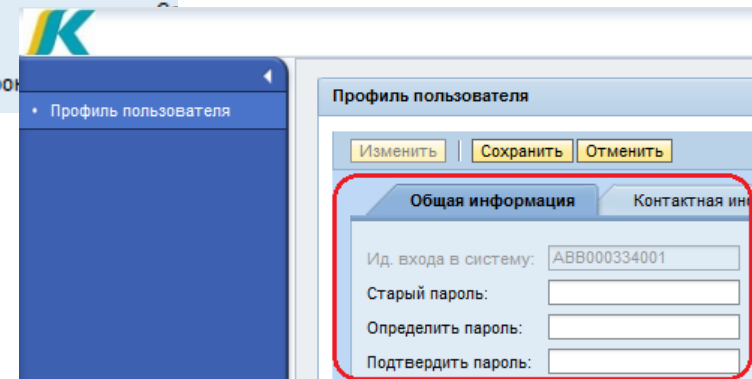 Профиль пользователя
Профиль пользователя
Изменить Сохранить Отменить
Общая информация Контактная
Ид. входа в систему: ABB000334001
Старый пароль:
Определить пароль:
Подтвердить пароль: